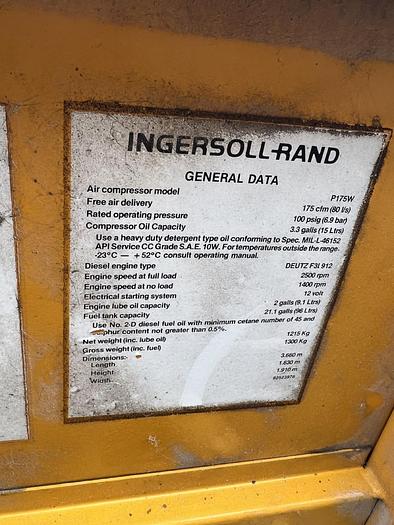 INGERSOLL-RAND
GENERAL DATA
Air compressor model P175W
Free air delivery 175 cfm (80 l/s)
Rated operating pressure 100 psig (6.9 bar)
Compressor Oil Capacity 3.3 galls (15 Ltrs)
Use a heavy duty detergent type oil conforming to Spec. MIL-L-46152
API Service CC Grade S.A.E. 10W. For temperatures outside the range.
-23°C — +52°C consult operating manual.
Diesel engine type DEUTZ F3l 912
Engine speed at full load 2500 rpm
Engine speed at no load 1400 rpm
Electrical starting system 12 volt
Engine lube oil capacity 2 galls (9.1 Ltrs)
Fuel tank capacity 21.1 galls (96 Ltrs)
Use No. 2-D diesel fuel oil with minimum cetane number of 45 and
sulphur content not greater than 0.5%.
Net weight (inc. lube oil) 1215 Kg
Gross weight (inc. fuel) 1300 Kg
Dimensions:-
Length 3.660 m
Height 1.630 m
Width 1.910 m